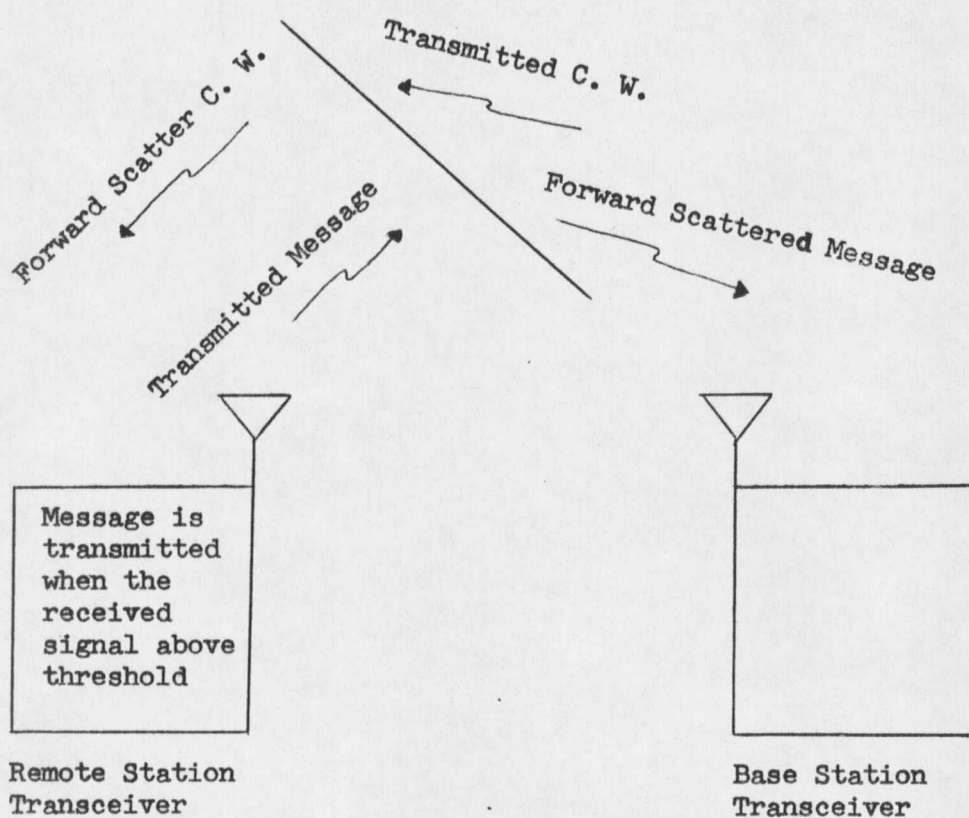 Transmitted C. W.
Forward Scatter C. W.
Forward Scattered Message
Transmitted Message
Message is
transmitted
when the
received
signal above
threshold
Remote Station
Transceiver
Base Station
Transceiver